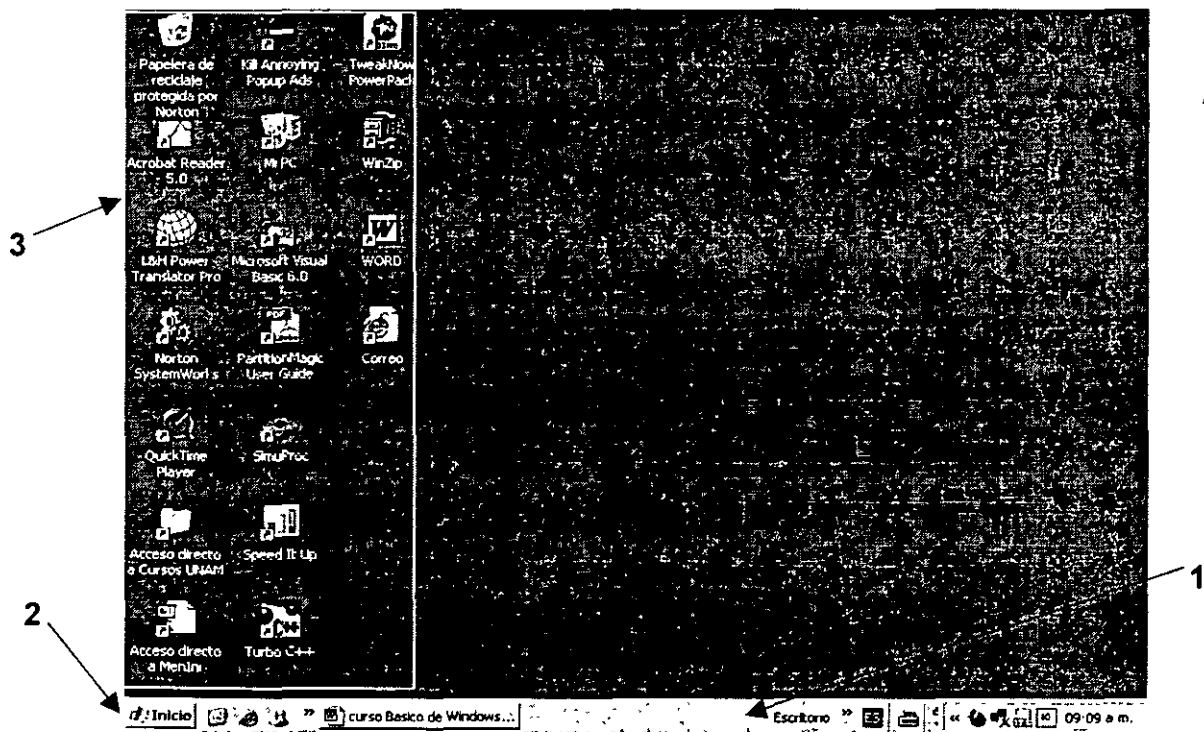 Papelera de
reciclaje
protegida por
Norton
Kill Annoying
Popup Ads
TweakNow
PowerPack
Acrobat Reader
5.0
Mi PC
WinZip
3
L&H Power
Translator Pro
Microsoft Visual
Basic 6.0
WORD
Norton
SystemWorks
PDF
PartitionMagic
User Guide
Correo
QuickTime
Player
SimuProc
Acceso directo
a Cursos UNAM
Speed It Up
1
2
Acceso directo
Turbo C++
Inicio
»
curso Basico de Windows...
Escritorio
»
ES
«
09:09 a.m.